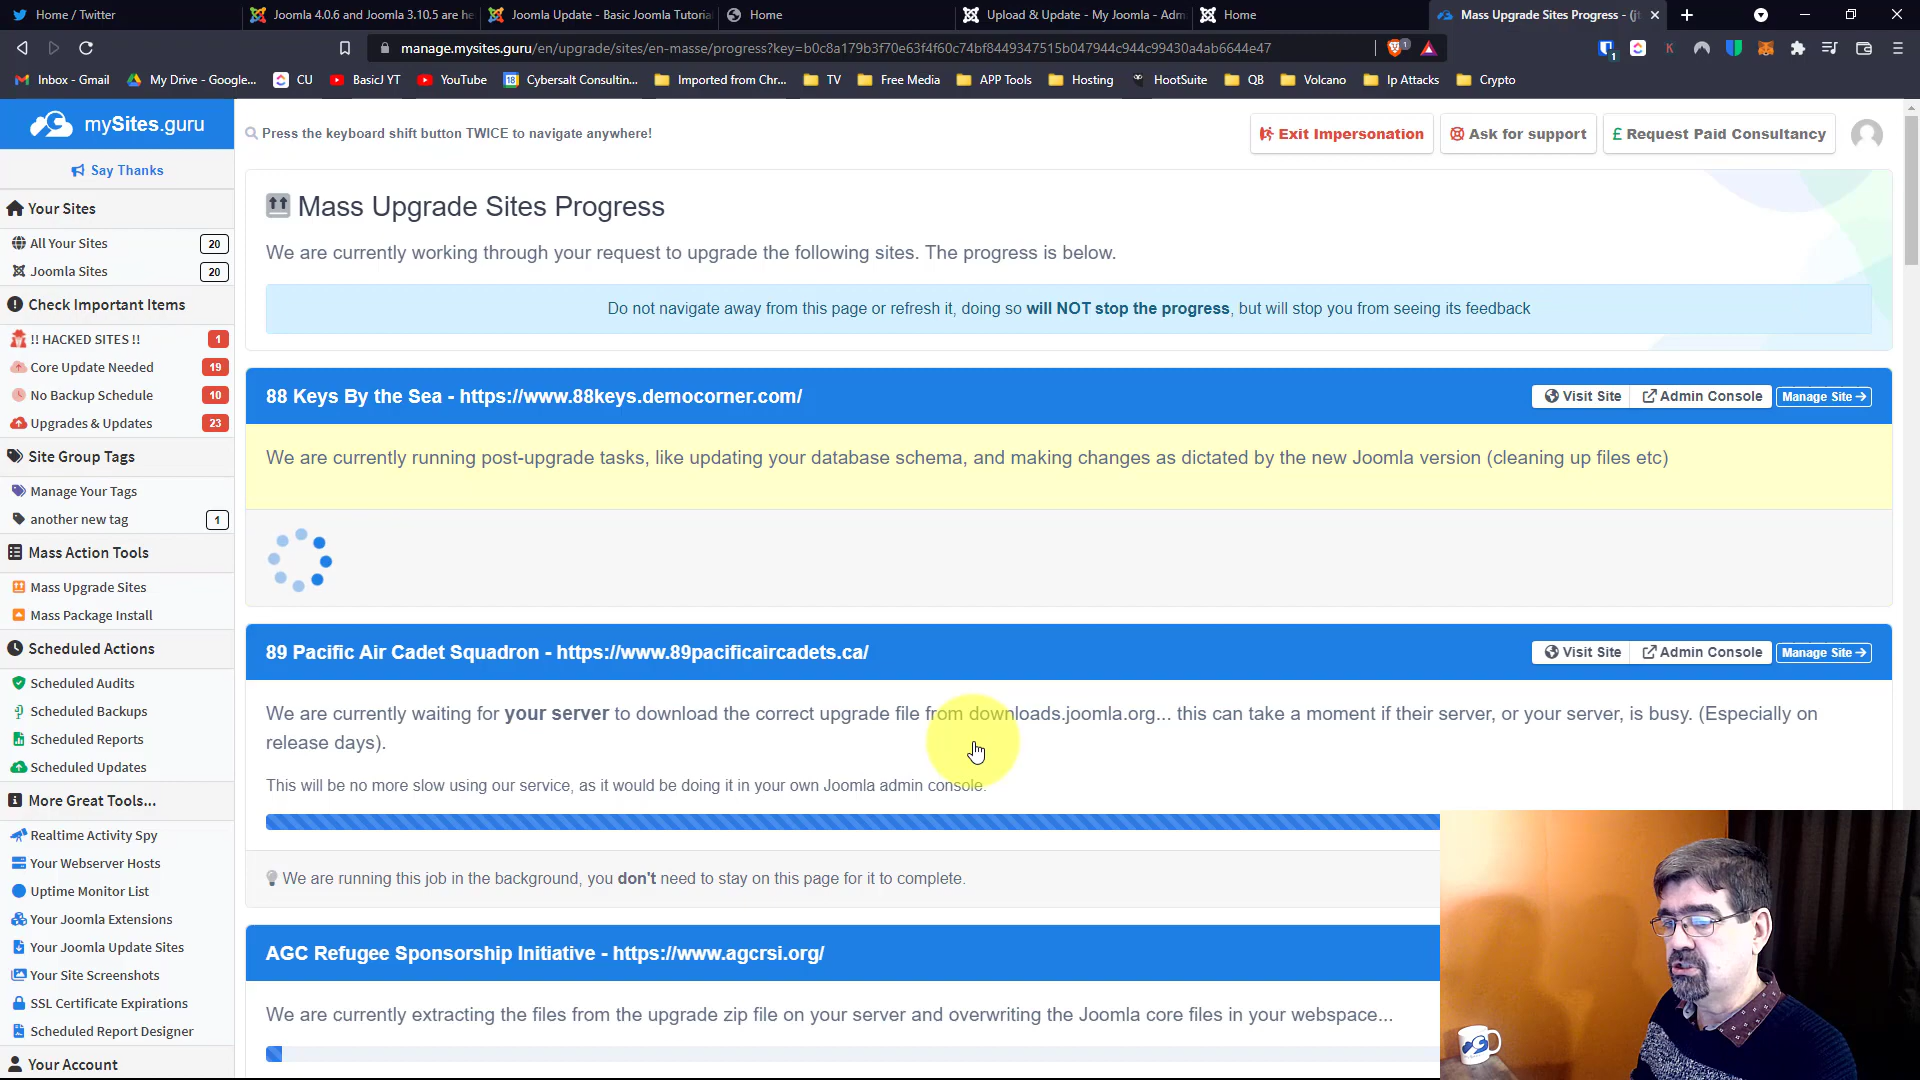 Home / Twitter
Joomla 4.0.6 and Joomla 3.10.5 are he
Joomla Update - Basic Joomla Tutoria
Home
Upload & Update - My Joomla - Adm
Home
Mass Upgrade Sites Progress - (jt
manage.mysites.guru/en/upgrade/sites/en-masse/progress?key=b0c8a179b3f70e63f4f60c74bf8449347515b047944c944c99430a4ab6644e47
Inbox - Gmail
My Drive - Google...
CU
BasicJ YT
YouTube
Cybersalt Consultin...
Imported from Chr...
TV
Free Media
APP Tools
Hosting
HootSuite
QB
Volcano
Ip Attacks
Crypto
mySites.guru
Press the keyboard shift button TWICE to navigate anywhere!
Exit Impersonation
Ask for support
£ Request Paid Consultancy
Say Thanks
Your Sites
All Your Sites 20
Joomla Sites 20
Check Important Items
!! HACKED SITES !! 1
Core Update Needed 19
No Backup Schedule 10
Upgrades & Updates 23
Site Group Tags
Manage Your Tags
another new tag 1
Mass Action Tools
Mass Upgrade Sites
Mass Package Install
Scheduled Actions
Scheduled Audits
Scheduled Backups
Scheduled Reports
Scheduled Updates
More Great Tools...
Realtime Activity Spy
Your Webserver Hosts
Uptime Monitor List
Your Joomla Extensions
Your Joomla Update Sites
Your Site Screenshots
SSL Certificate Expirations
Scheduled Report Designer
Your Account
Mass Upgrade Sites Progress
We are currently working through your request to upgrade the following sites. The progress is below.
Do not navigate away from this page or refresh it, doing so will NOT stop the progress, but will stop you from seeing its feedback
88 Keys By the Sea - https://www.88keys.democorner.com/
Visit Site
Admin Console
Manage Site
We are currently running post-upgrade tasks, like updating your database schema, and making changes as dictated by the new Joomla version (cleaning up files etc)
89 Pacific Air Cadet Squadron - https://www.89pacificaircadets.ca/
Visit Site
Admin Console
Manage Site
We are currently waiting for your server to download the correct upgrade file from downloads.joomla.org... this can take a moment if their server, or your server, is busy. (Especially on
release days).
This will be no more slow using our service, as it would be doing it in your own Joomla admin console.
We are running this job in the background, you don't need to stay on this page for it to complete.
AGC Refugee Sponsorship Initiative - https://www.agcrsi.org/
We are currently extracting the files from the upgrade zip file on your server and overwriting the Joomla core files in your webspace...